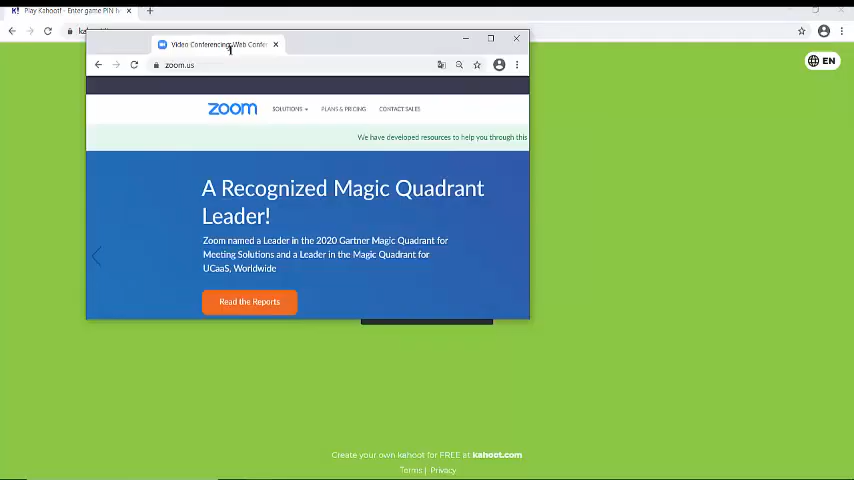 K! Play Kahoot! - Enter game PIN
Video Conferencing, Web Confer
zoom.us
zoom
SOLUTIONS
PLANS & PRICING
CONTACT SALES
We have developed resources to help you through this
EN
A Recognized Magic Quadrant
Leader!
Zoom named a Leader in the 2020 Gartner Magic Quadrant for
Meeting Solutions and a Leader in the Magic Quadrant for
UCaaS, Worldwide
Read the Reports
Create your own kahoot for FREE at kahoot.com
Terms | Privacy